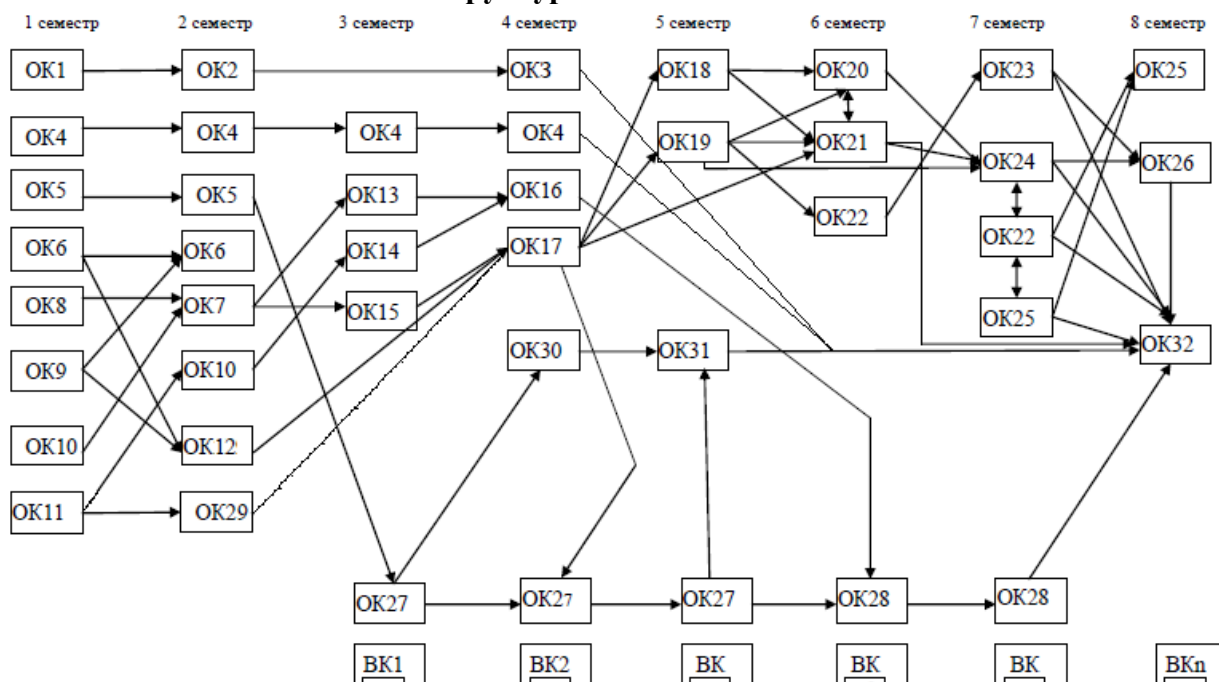 1 семестр 2 семестр 3 семестр 4 семестр 5 семестр 6 семестр 7 семестр 8 семестр
ОК1 ОК2 ОК3 ОК18 ОК20 ОК23 ОК25
ОК4 ОК4 ОК4 ОК4 ОК19 ОК21 ОК24 ОК26
ОК5 ОК5 ОК13 ОК16 ОК22
ОК6 ОК6 ОК14 ОК17 ОК22
ОК8 ОК7 ОК15 ОК25
ОК9 ОК10 ОК30 ОК31 ОК32
ОК10 ОК12
ОК11 ОК29
ОК27 ОК27 ОК27 ОК28 ОК28
ВК1 ВК2 ВК ВК ВК ВКn